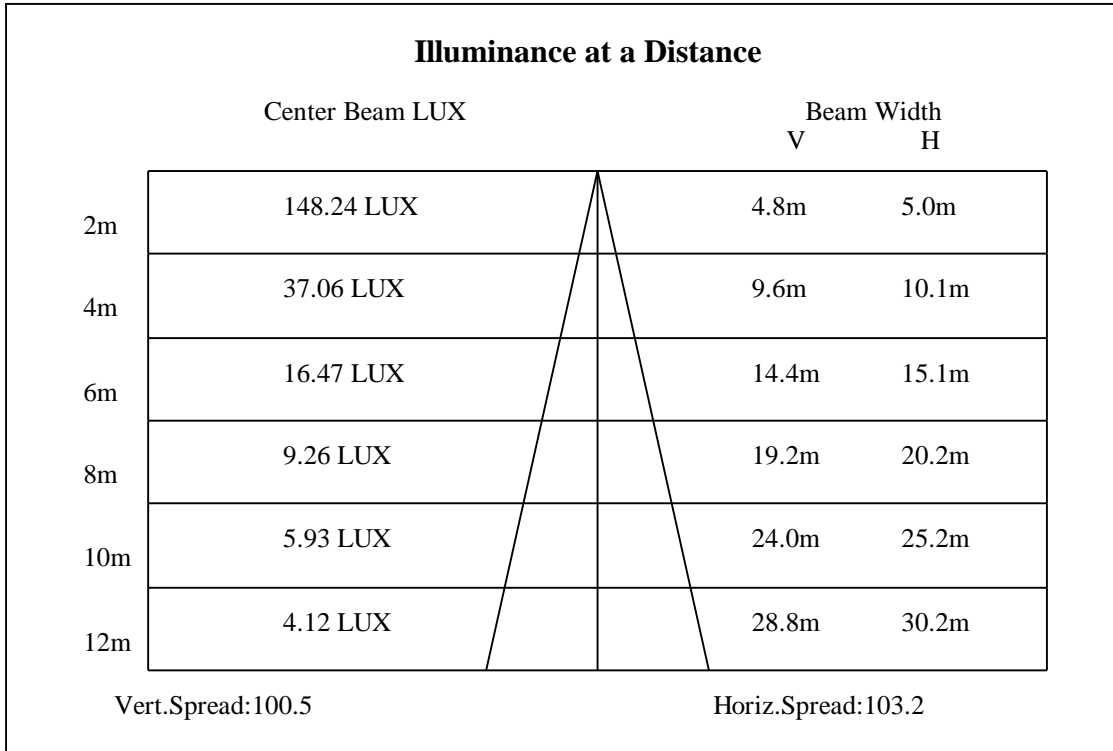 Illuminance at a Distance
Center Beam LUX Beam Width
V H
2m 148.24 LUX 4.8m 5.0m
4m 37.06 LUX 9.6m 10.1m
6m 16.47 LUX 14.4m 15.1m
8m 9.26 LUX 19.2m 20.2m
10m 5.93 LUX 24.0m 25.2m
12m 4.12 LUX 28.8m 30.2m
Vert.Spread:100.5 Horiz.Spread:103.2